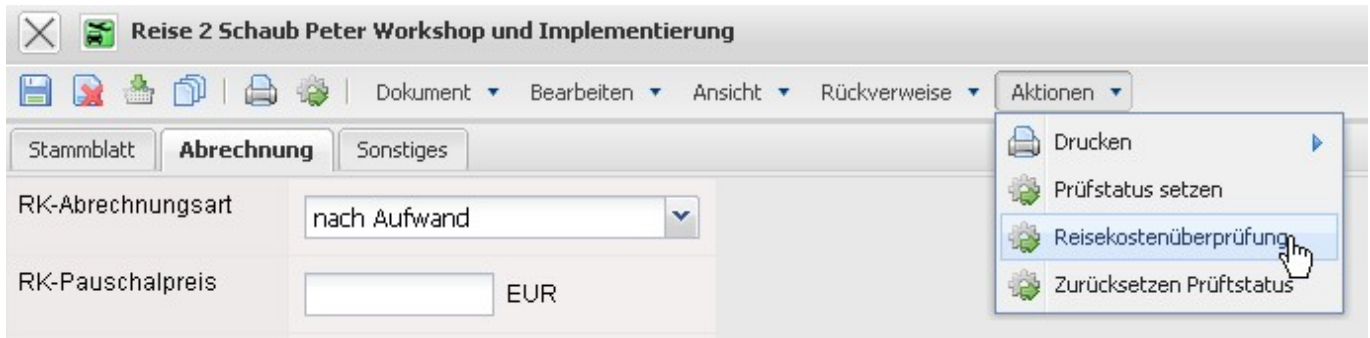 Reise 2 Schaub Peter Workshop und Implementierung
Dokument Bearbeiten Ansicht Rückverweise Aktionen
Stammblatt Abrechnung Sonstiges
Drucken
Prüfstatus setzen
Reisekostenüberprüfung
Zurücksetzen Prüftstatus
RK-Abrechnungsart nach Aufwand
RK-Pauschalpreis EUR